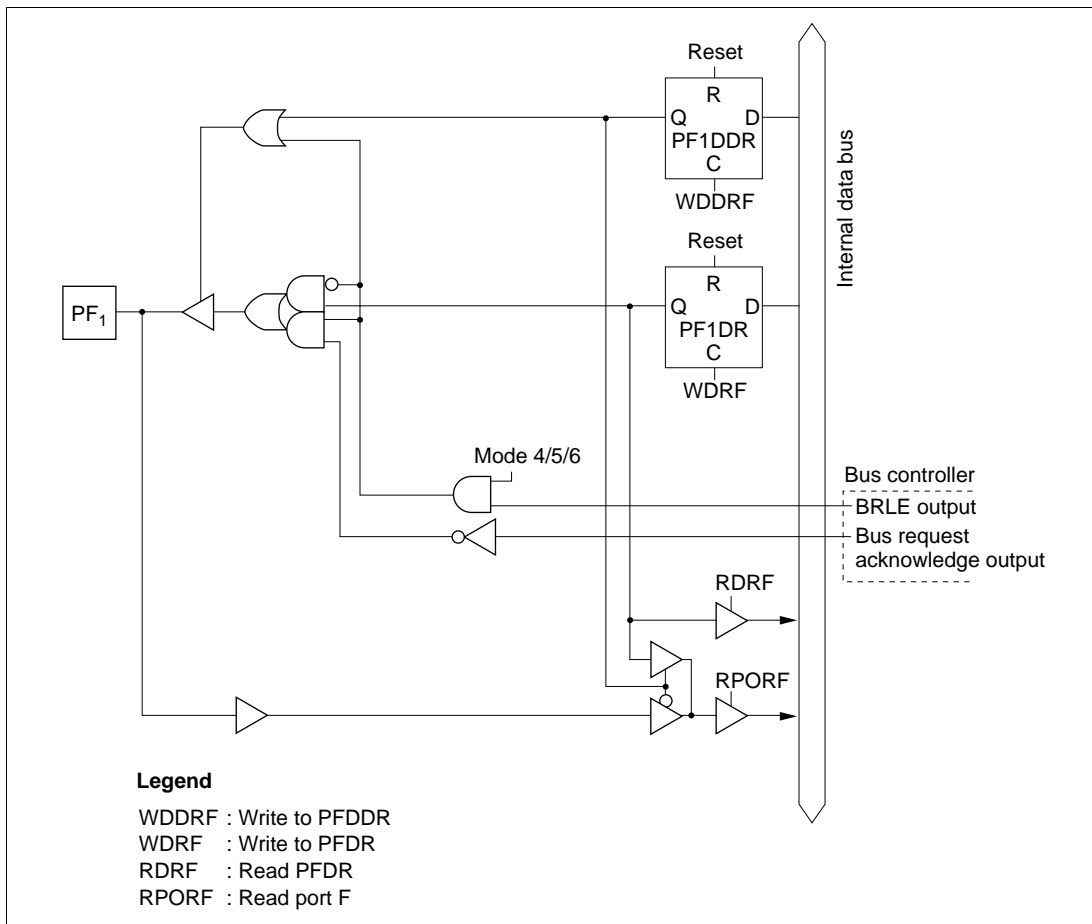 Reset
R
Q D
PF1DDR
C
WDDRF
Internal data bus
Reset
R
Q D
PF1DR
C
WDRF
PF1
Mode 4/5/6
Bus controller
BRLE output
Bus request
acknowledge output
RDRF
RPORF
Legend
WDDRF : Write to PFDDR
WDRF : Write to PFDR
RDRF : Read PFDR
RPORF : Read port F